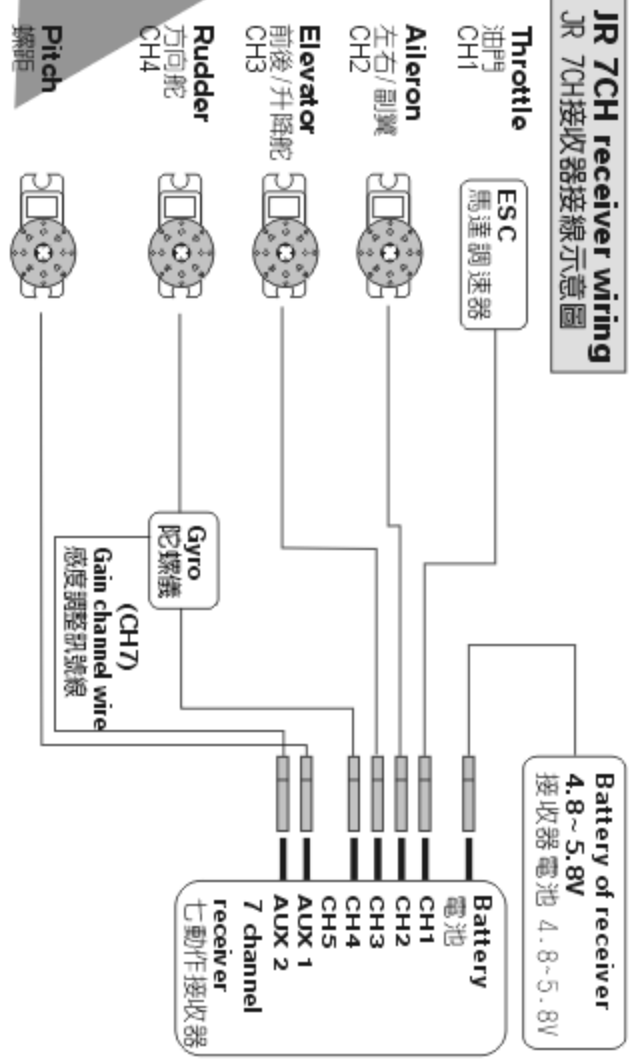 JR 7CH receiver wiring
JR 7CH接收器接線示意圖
Throttle
油門
CH1
ESC
馬達調速器
Aileron
左右/副翼
CH2
Elevator
前後/升降舵
CH3
Rudder
方向舵
CH4
Pitch
螺距
Gyro
陀螺儀
(CH7)
Gain channel wire
感度調整訊號線
Battery of receiver
4.8~5.8V
接收器電池 4.8~5.8V
Battery
電池
CH1
CH2
CH3
CH4
CH5
AUX 1
AUX 2
7 channel
receiver
七動作接收器